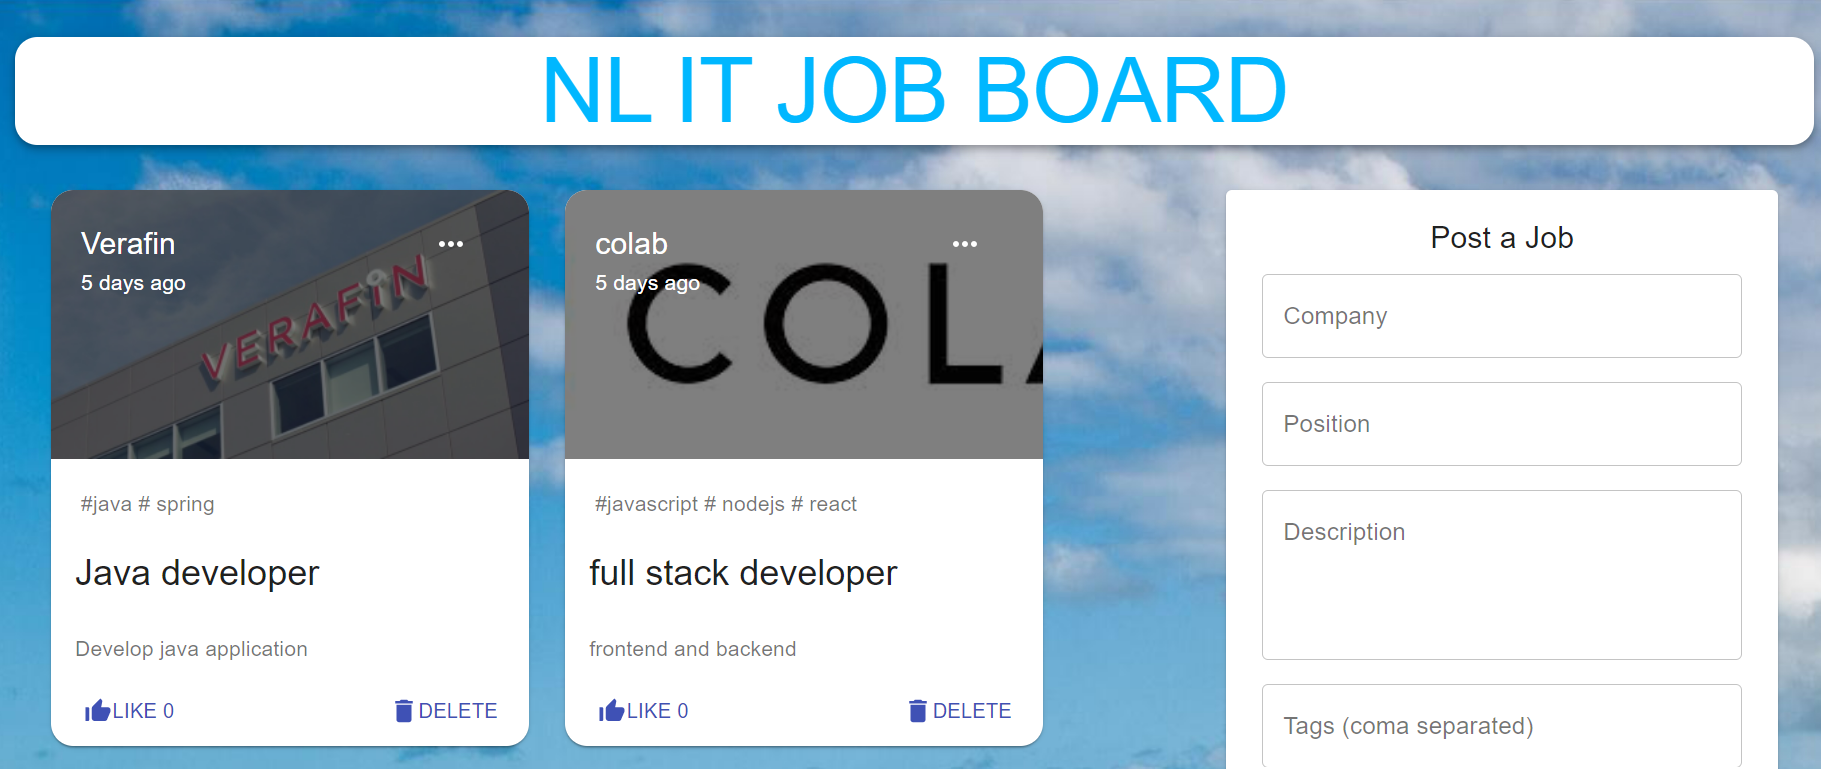 NL IT JOB BOARD
Verafin
5 days ago
VERAFIN
#java # spring
Java developer
Develop java application
LIKE 0
DELETE
colab
5 days ago
COLA
#javascript # nodejs # react
full stack developer
frontend and backend
LIKE 0
DELETE
Post a Job
Company
Position
Description
Tags (coma separated)